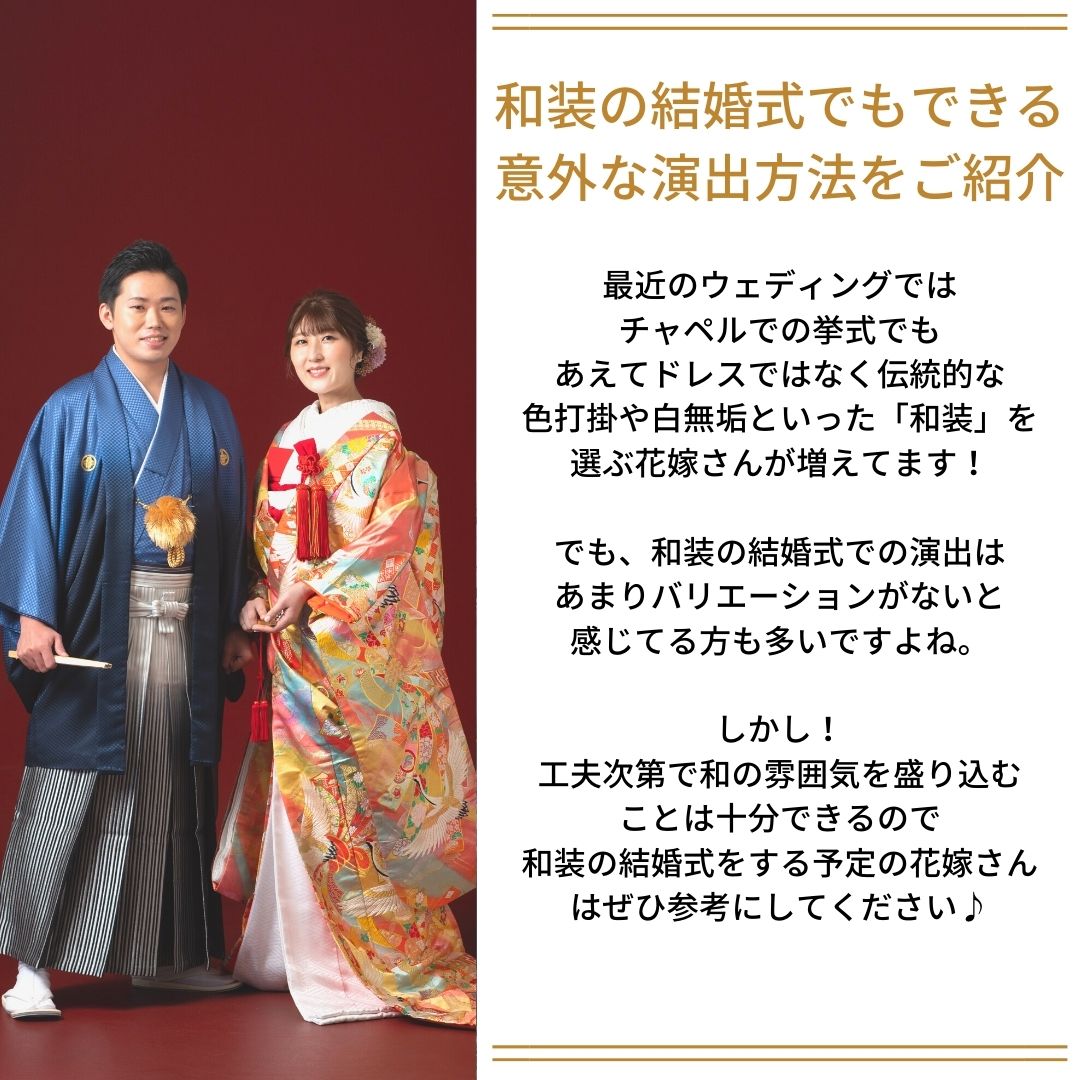 和装の結婚式でもできる
意外な演出方法をご紹介
最近のウェディングでは
チャペルでの挙式でも
あえてドレスではなく伝統的な
色打掛や白無垢といった「和装」を
選ぶ花嫁さんが増えてます！
でも、和装の結婚式での演出は
あまりバリエーションがないと
感じてる方も多いですよね。
しかし！
工夫次第で和の雰囲気を盛り込む
ことは十分できるので
和装の結婚式をする予定の花嫁さん
はぜひ参考にしてください♪